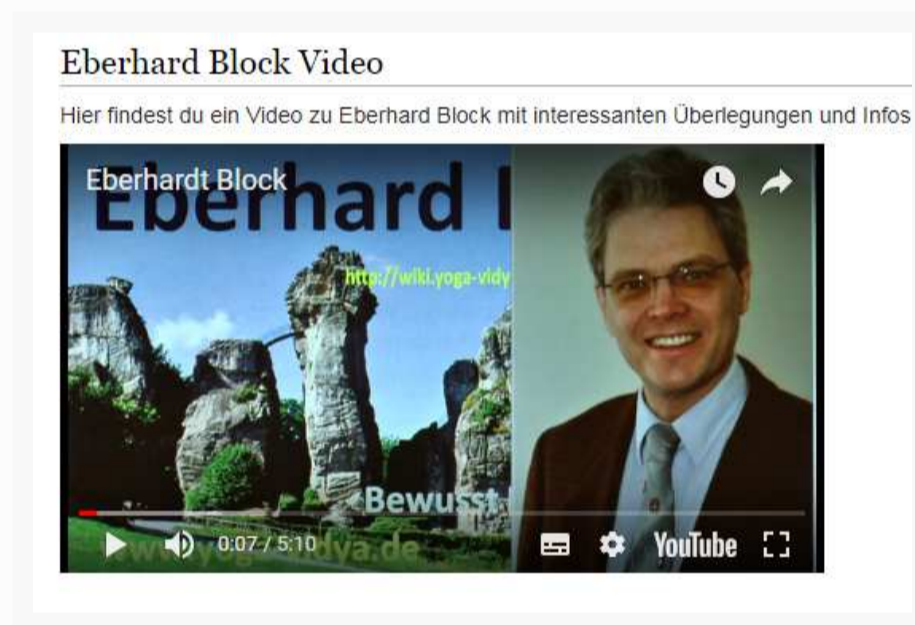 Eberhard Block Video
Hier findest du ein Video zu Eberhard Block mit interessanten Überlegungen und Infos
Eberhardt Block
Eberhard
http://wiki.yoga-vidy
Bewusst
0:07 / 5:10
YouTube